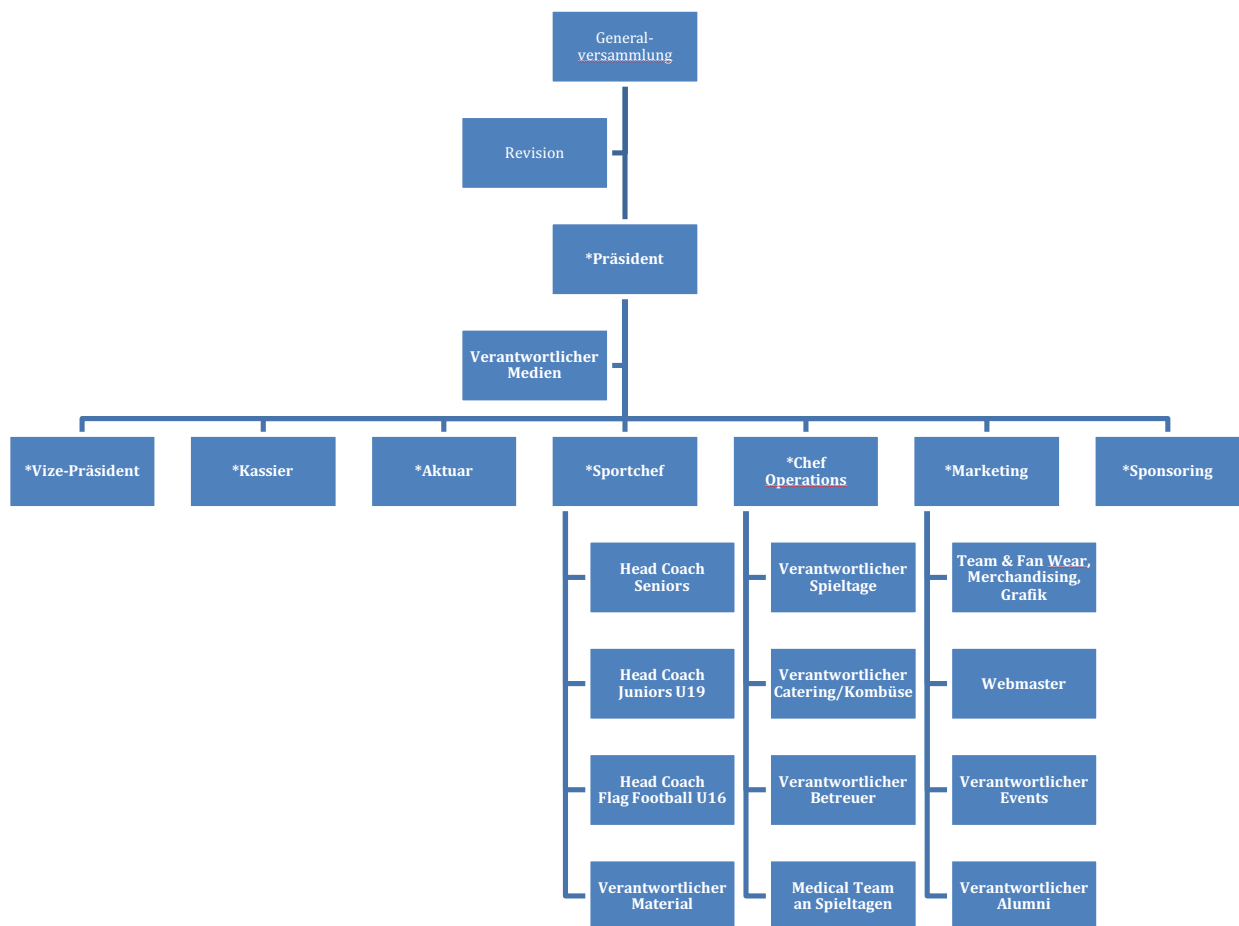 General-
versammlung
Revision
*Präsident
Verantwortlicher
Medien
*Vize-Präsident
*Kassier
*Aktuar
*Sportchef
*Chef
Operations
*Marketing
*Sponsoring
Head Coach
Seniors
Verantwortlicher
Spieltage
Team & Fan Wear,
Merchandising,
Grafik
Head Coach
Juniors U19
Verantwortlicher
Catering/Kombüse
Webmaster
Head Coach
Flag Football U16
Verantwortlicher
Betreuer
Verantwortlicher
Events
Verantwortlicher
Material
Medical Team
an Spieltagen
Verantwortlicher
Alumni